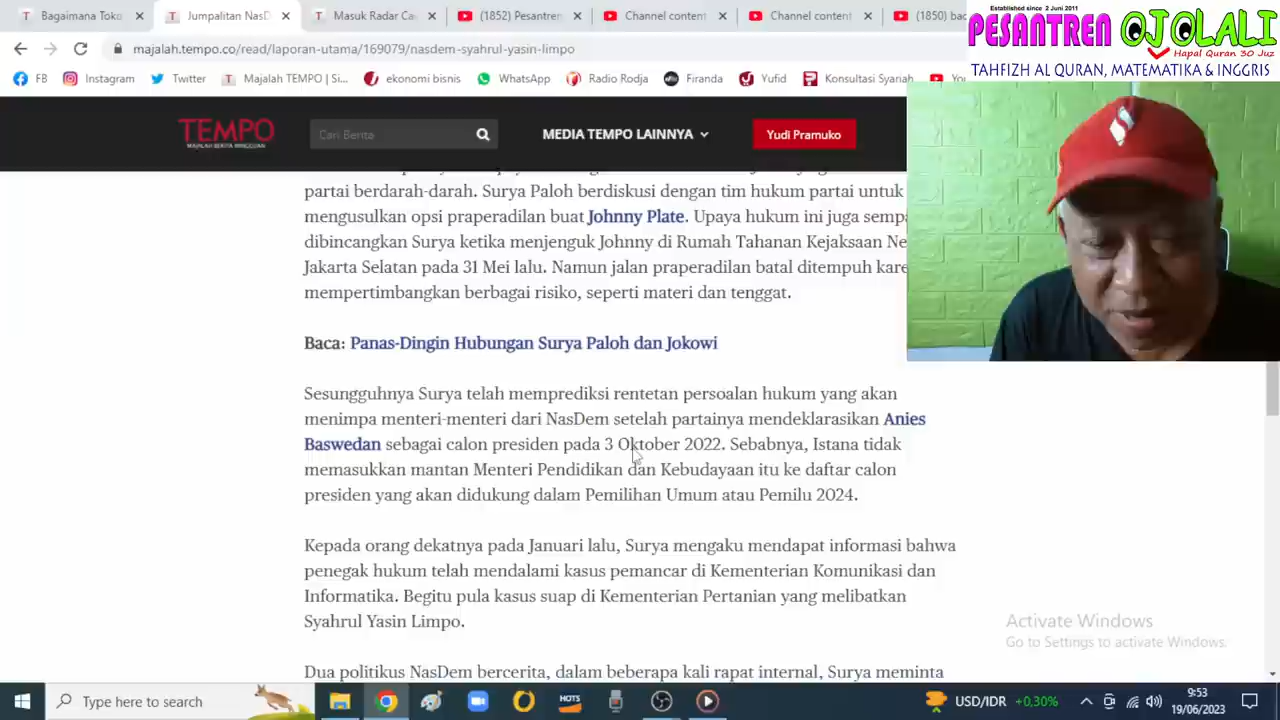 Bagaimana Toko
Jumpalitan NasD
Masuk Radar Ca
(1852) Pesantren
Channel content
Channel content
(1850) ba
majalah.tempo.co/read/laporan-utama/169079/nasdem-syahrul-yasin-limpo
FB
Instagram
Twitter
Majalah TEMPO | Si...
ekonomi bisnis
WhatsApp
Radio Rodja
Firanda
Yufid
Konsultasi Syariah
Established since 2 Juni 2011
PESANTREN OJOLALI
Hapal Quran 30 Juz
TAHFIZH AL QURAN, MATEMATIKA & INGGRIS
TEMPO
MAJALAH BERITA MINGGUAN
Cari Berita
MEDIA TEMPO LAINNYA
Yudi Pramuko
partai berdarah-darah. Surya Paloh berdiskusi dengan tim hukum partai untuk
mengusulkan opsi praperadilan buat Johnny Plate. Upaya hukum ini juga sempa
dibincangkan Surya ketika menjenguk Johnny di Rumah Tahanan Kejaksaan Ne
Jakarta Selatan pada 31 Mei lalu. Namun jalan praperadilan batal ditempuh kare
mempertimbangkan berbagai risiko, seperti materi dan tenggat.
Baca: Panas-Dingin Hubungan Surya Paloh dan Jokowi
Sesungguhnya Surya telah memprediksi rentetan persoalan hukum yang akan
menimpa menteri-menteri dari NasDem setelah partainya mendeklarasikan Anies
Baswedan sebagai calon presiden pada 3 Oktober 2022. Sebabnya, Istana tidak
memasukkan mantan Menteri Pendidikan dan Kebudayaan itu ke daftar calon
presiden yang akan didukung dalam Pemilihan Umum atau Pemilu 2024.
Kepada orang dekatnya pada Januari lalu, Surya mengaku mendapat informasi bahwa
penegak hukum telah mendalami kasus pemancar di Kementerian Komunikasi dan
Informatika. Begitu pula kasus suap di Kementerian Pertanian yang melibatkan
Syahrul Yasin Limpo.
Dua politikus NasDem bercerita, dalam beberapa kali rapat internal, Surya meminta
Activate Windows
Go to Settings to activate Windows.
Type here to search
HOTS
USD/IDR +0,30%
9:53
19/06/2023